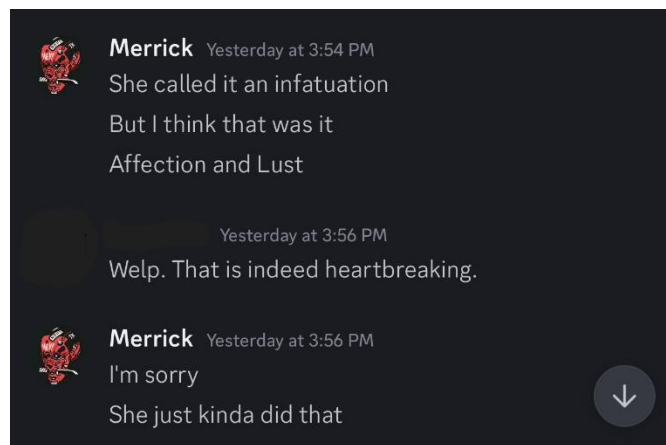 Merrick Yesterday at 3:54 PM
She called it an infatuation
But I think that was it
Affection and Lust
Yesterday at 3:56 PM
Welp. That is indeed heartbreaking.
Merrick Yesterday at 3:56 PM
I'm sorry
She just kinda did that